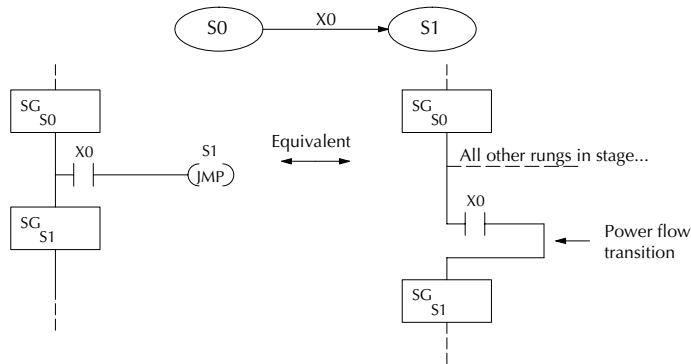 S0 X0 S1
SG
S0
X0
S1
JMP
SG
S1
Equivalent
SG
S0
All other rungs in stage...
X0
Power flow
transition
SG
S1